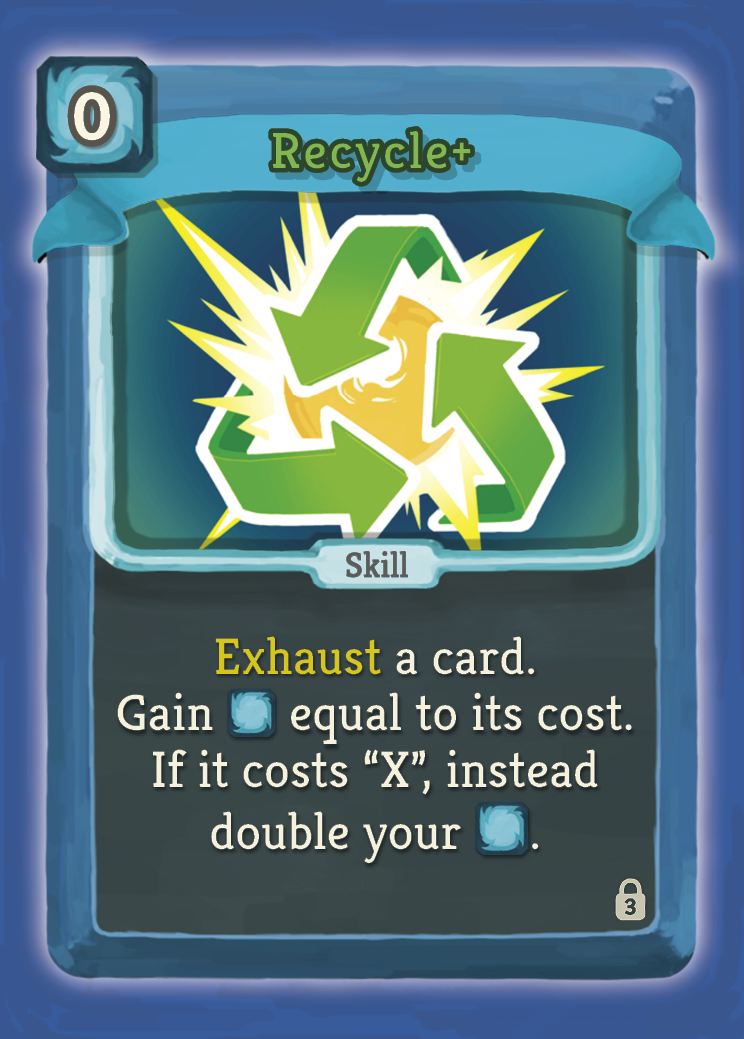 0
Recycle+
Skill
Exhaust a card.
Gain equal to its cost.
If it costs “X”, instead
double your .
3